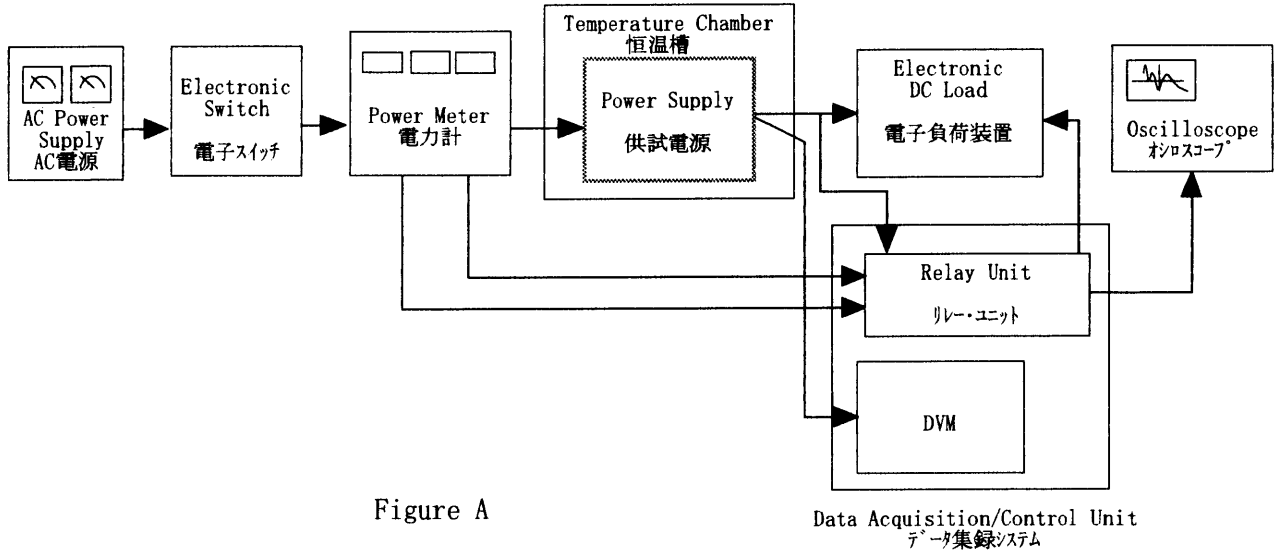 AC Power
Supply
AC電源
Electronic
Switch
電子スイッチ
Power Meter
電力計
Temperature Chamber
恒温槽
Power Supply
供試電源
Electronic
DC Load
電子負荷装置
Oscilloscope
オシロスコープ
Relay Unit
リレー・ユニット
DVM
Figure A
Data Acquisition/Control Unit
データ集録システム